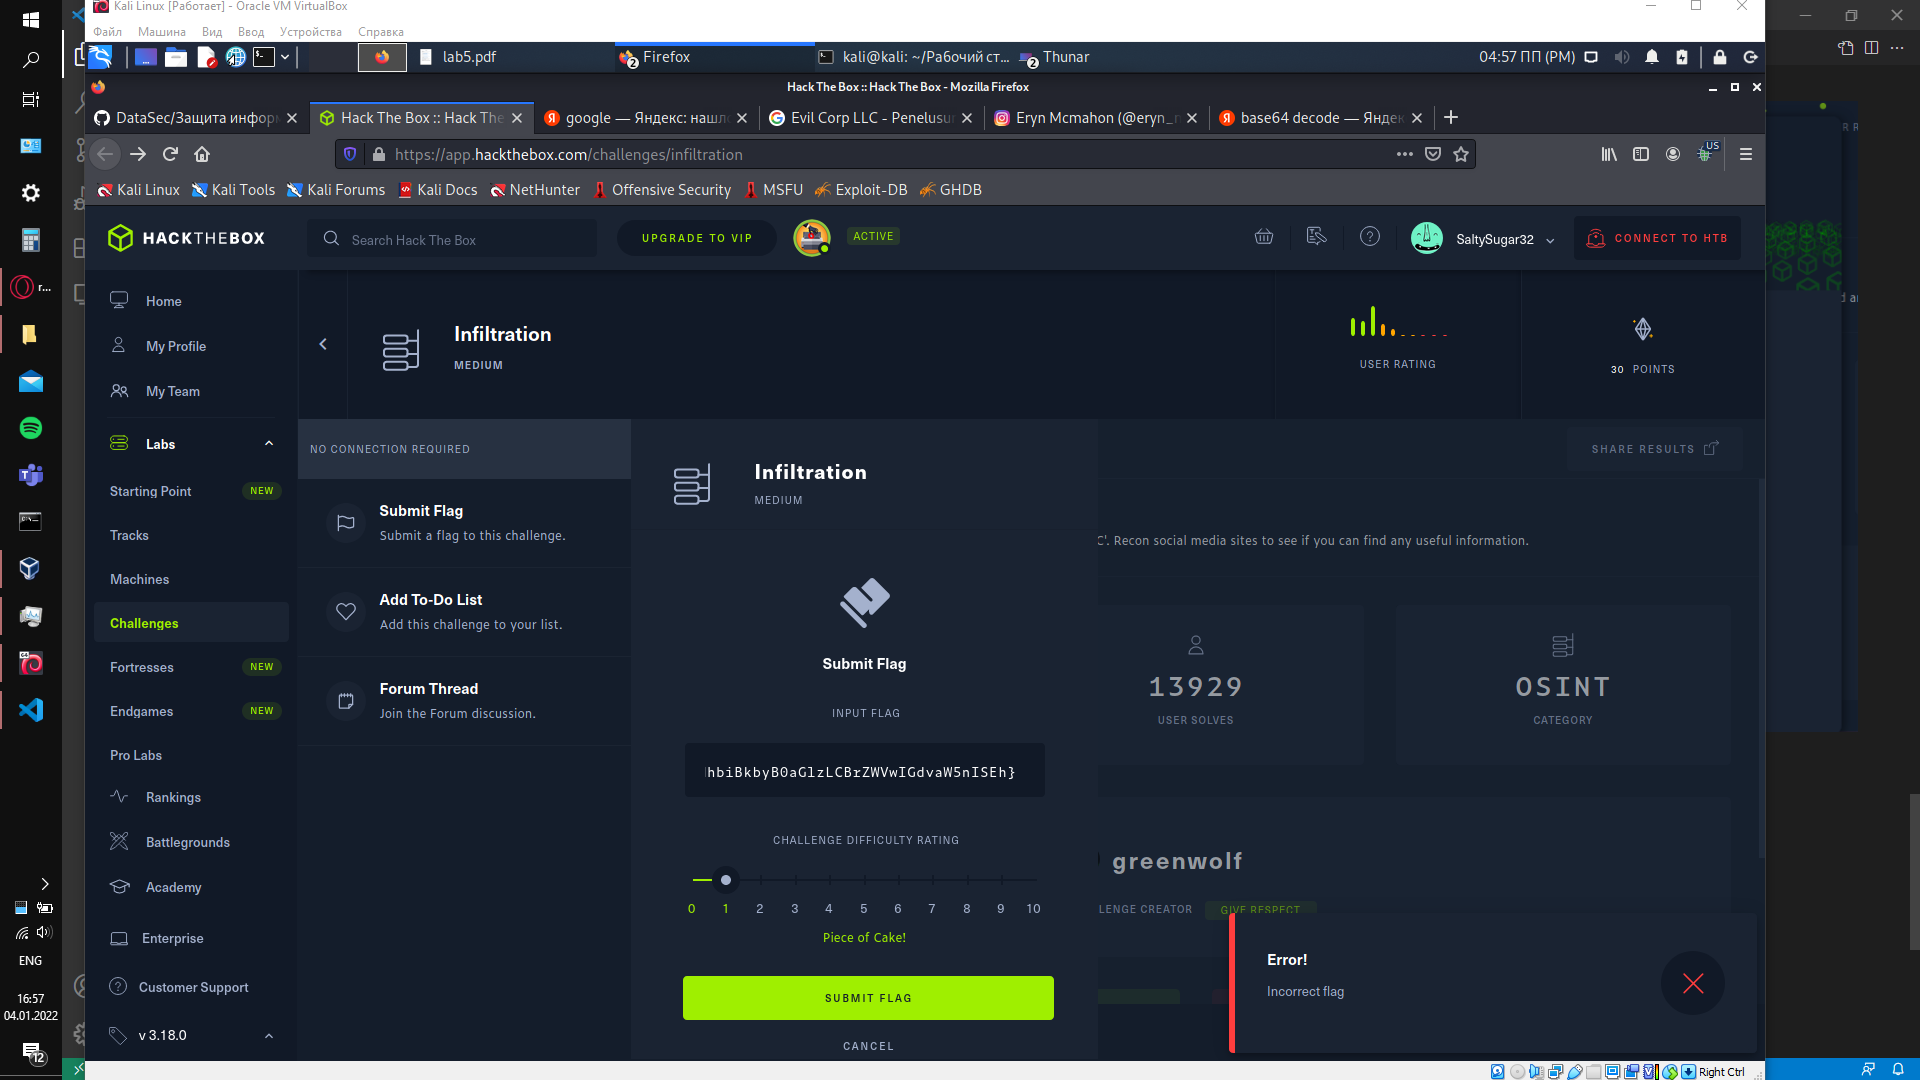 Kali Linux [Работает] - Oracle VM VirtualBox
Файл Машина Вид Ввод Устройства Справка
lab5.pdf
Firefox
kali@kali: ~/Рабочий ст...
Thunar
04:57 ПП (PM)
Hack The Box :: Hack The Box - Mozilla Firefox
DataSec/Защита инфор
Hack The Box :: Hack The
google — Яндекс: нашл
Evil Corp LLC - Penelusur
Eryn Mcmahon (@eryn_
base64 decode — Янде
https://app.hackthebox.com/challenges/infiltration
US
Kali Linux
Kali Tools
Kali Forums
Kali Docs
NetHunter
Offensive Security
MSFU
Exploit-DB
GHDB
HACKTHEBOX
Search Hack The Box
UPGRADE TO VIP
ACTIVE
SaltySugar32
CONNECT TO HTB
Home
My Profile
My Team
Labs
Starting Point NEW
Tracks
Machines
Challenges
Fortresses NEW
Endgames NEW
Pro Labs
Rankings
Battlegrounds
Academy
Enterprise
Customer Support
v 3.18.0
Infiltration
MEDIUM
USER RATING
30 POINTS
NO CONNECTION REQUIRED
Submit Flag
Submit a flag to this challenge.
Add To-Do List
Add this challenge to your list.
Forum Thread
Join the Forum discussion.
Infiltration
MEDIUM
Submit Flag
INPUT FLAG
hbiBkbyB0aGlzLCBrZWVwIGdvaW5nISEh}
CHALLENGE DIFFICULTY RATING
0 1 2 3 4 5 6 7 8 9 10
Piece of Cake!
SUBMIT FLAG
CANCEL
SHARE RESULTS
C'. Recon social media sites to see if you can find any useful information.
13929
USER SOLVES
OSINT
CATEGORY
greenwolf
LENGE CREATOR
GIVE RESPECT
Error!
Incorrect flag
r...
ENG
16:57
04.01.2022
12
Right Ctrl